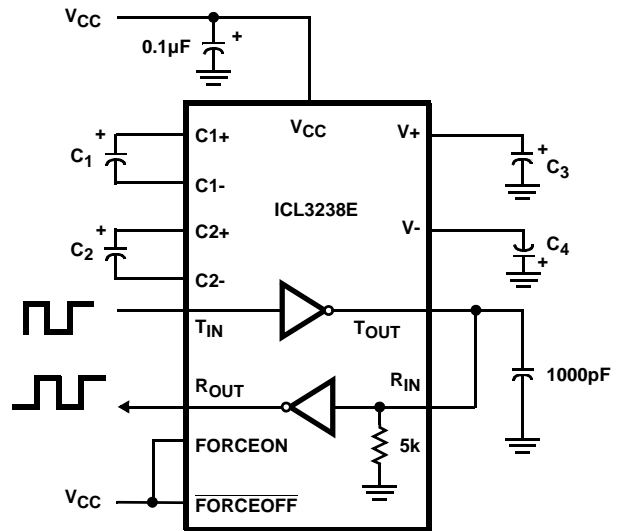 VCC
0.1µF
+
VCC
C1+
V+
+
C1
C1-
+
C3
ICL3238E
+
C2
C2+
V-
C4
+
C2-
TIN
TOUT
ROUT
RIN
1000pF
5k
FORCEON
VCC
FORCEOFF